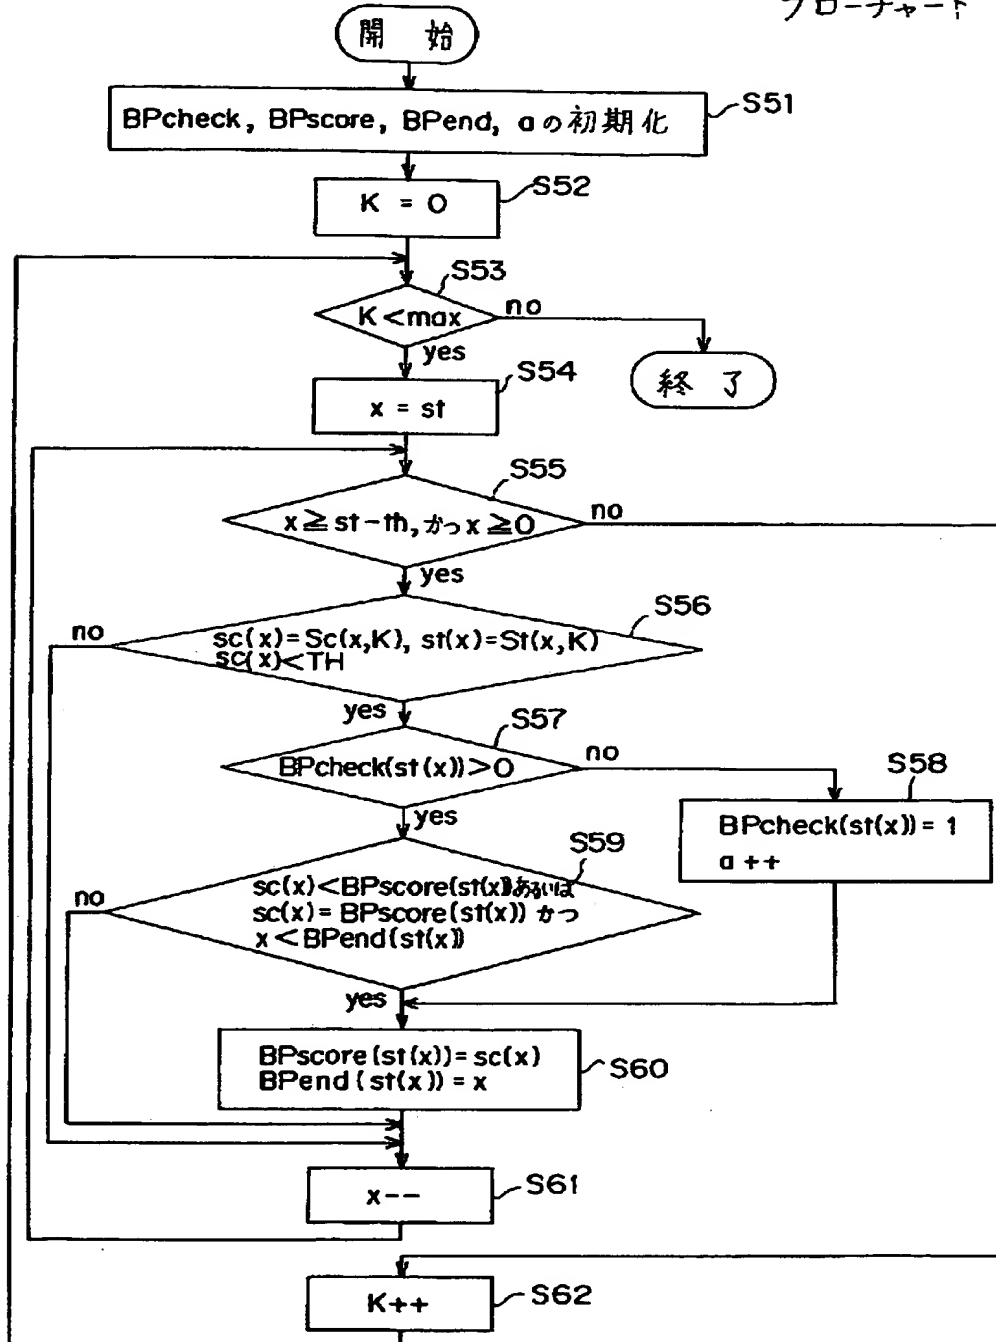 フローチャート
開 始
S51
BPcheck, BPscore, BPend, aの初期化
S52
K = 0
S53
K<max
no
yes
終 了
S54
x = st
S55
x≧st-th,かつx≧0
no
yes
S56
no
sc(x)=Sc(x,K), st(x)=St(x,K)
sc(x)<TH
yes
S57
BPcheck(st(x))>0
no
yes
S58
BPcheck(st(x))=1
a++
S59
no
sc(x)<BPscore(st(x))あるいは
sc(x)=BPscore(st(x)) かつ
x<BPend(st(x))
yes
BPscore(st(x))=sc(x)
BPend(st(x))=x
S60
x--
S61
K++
S62